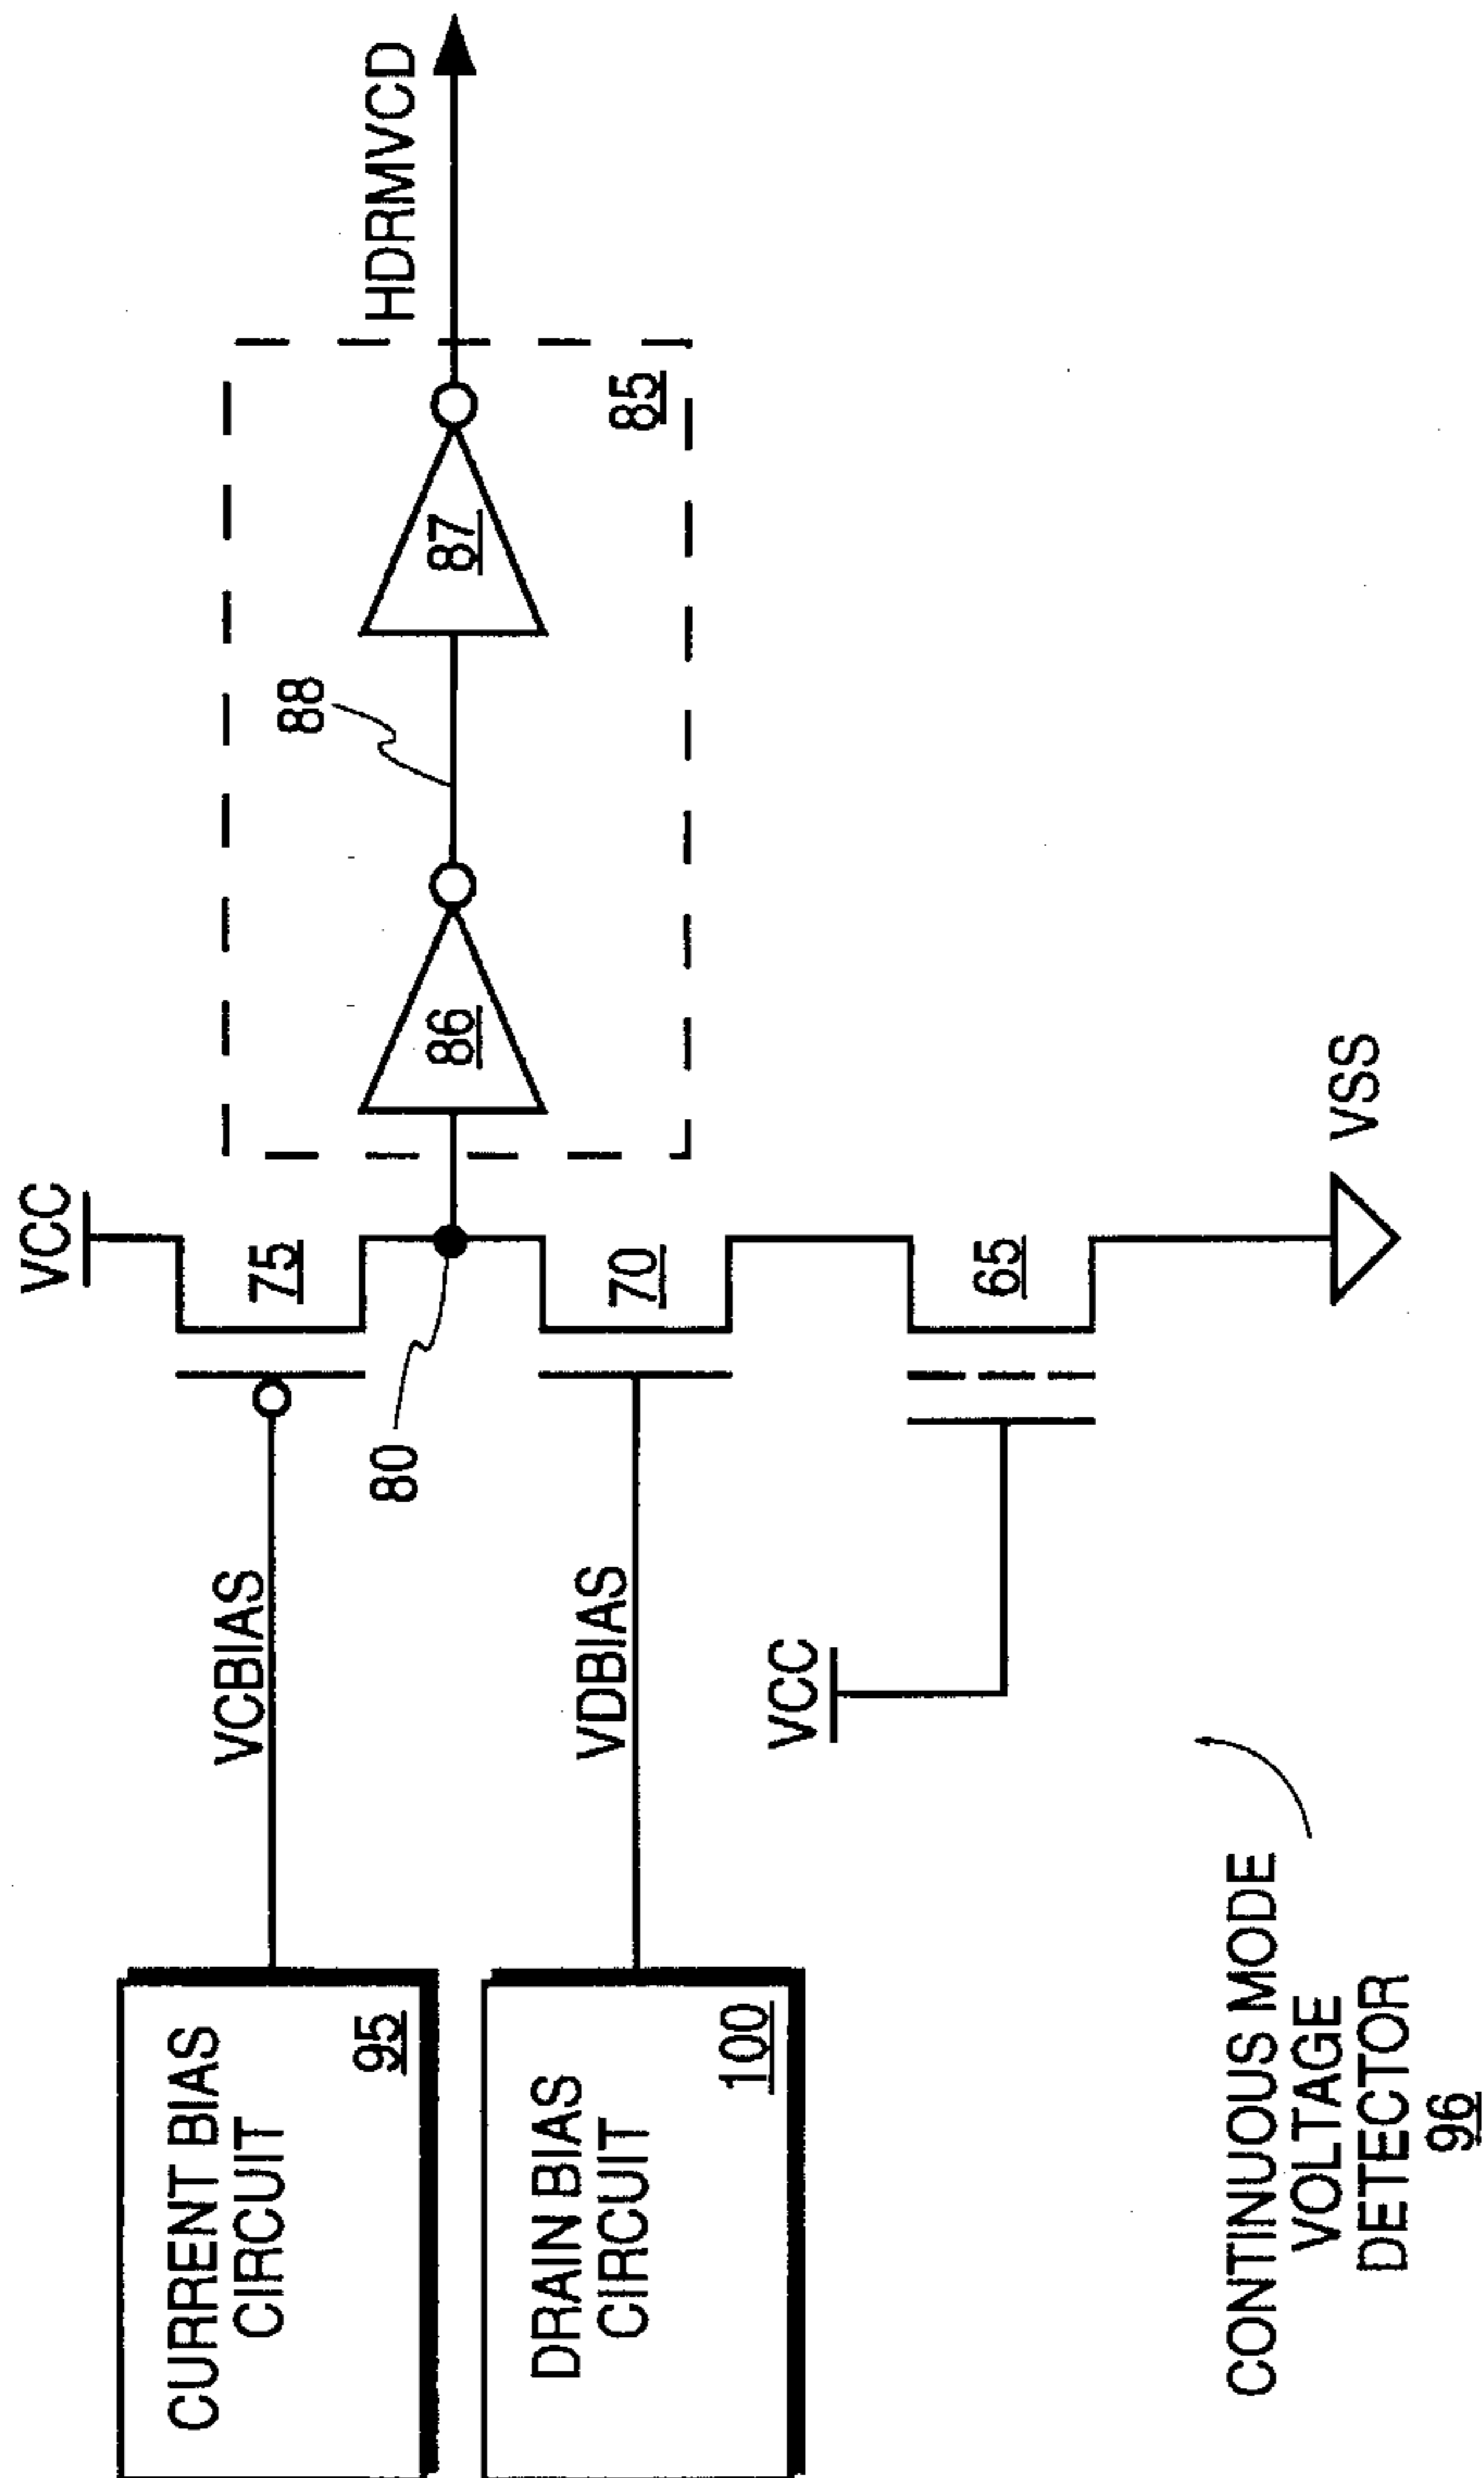 VCC
CURRENT BIAS
CIRCUIT
95
VCBIAS
75
88
HDRMVCD
80
86
87
85
DRAIN BIAS
CIRCUIT
100
VDBIAS
70
VCC
65
CONTINUOUS MODE
VOLTAGE
DETECTOR
96
VSS